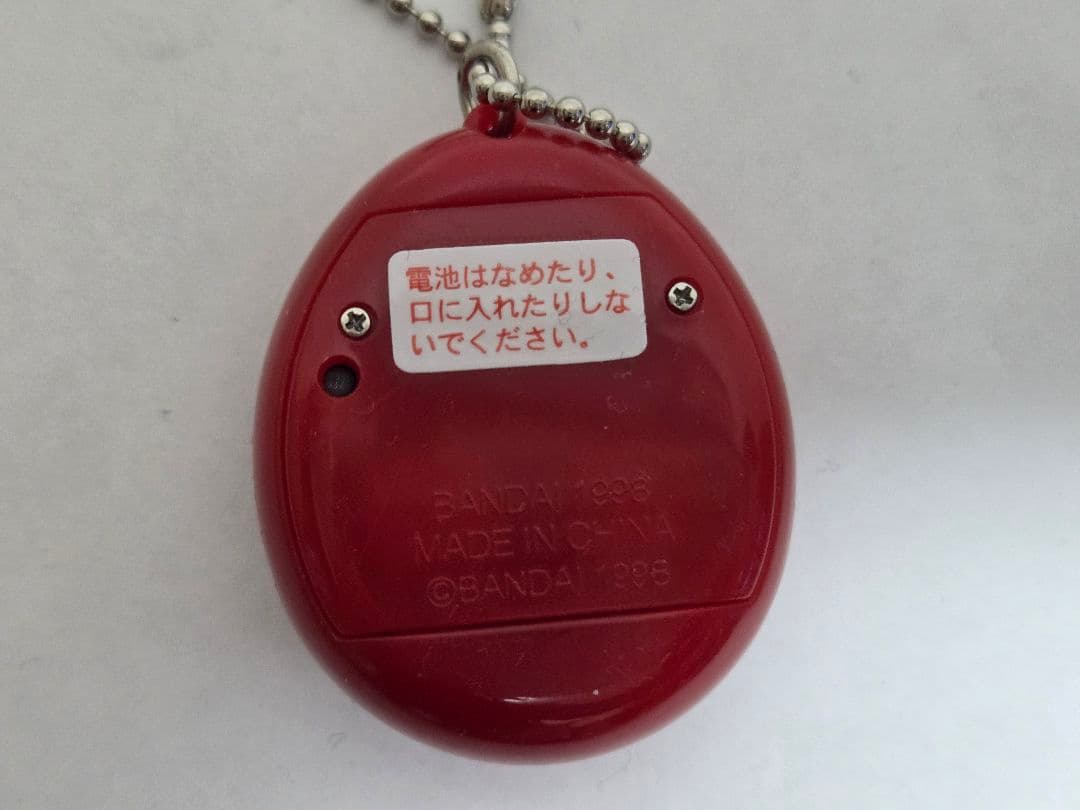 電池はなめたり、
口に入れたりしな
いでください。
BANDAI 1998
MADE IN CHINA
©BANDAI 1998